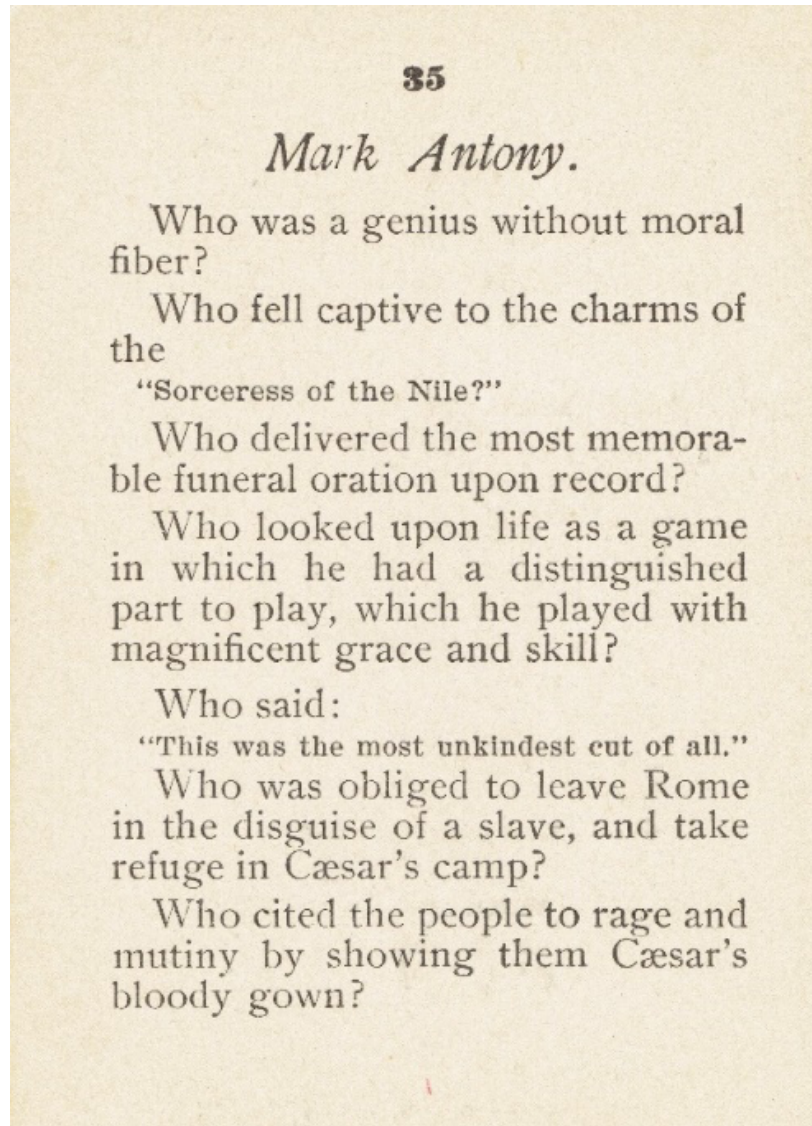 35
Mark Antony.
Who was a genius without moral
fiber?
Who fell captive to the charms of
the
“Sorceress of the Nile?”
Who delivered the most memora-
ble funeral oration upon record?
Who looked upon life as a game
in which he had a distinguished
part to play, which he played with
magnificent grace and skill?
Who said:
“This was the most unkindest cut of all.”
Who was obliged to leave Rome
in the disguise of a slave, and take
refuge in Cæsar’s camp?
Who cited the people to rage and
mutiny by showing them Cæsar’s
bloody gown?